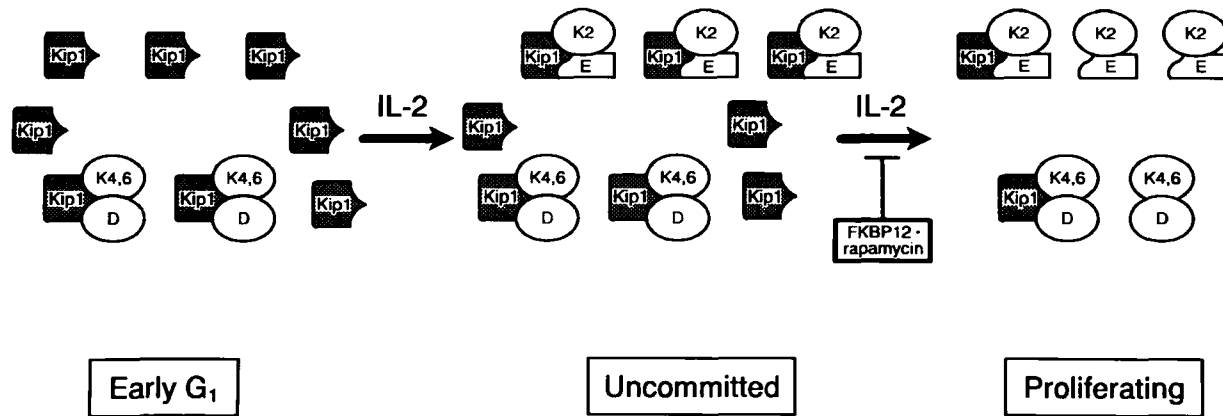 Kip1 Kip1 Kip1
Kip1 Kip1
Kip1 K4,6 D
Kip1 K4,6 D
Kip1
IL-2
Kip1 K2 E
Kip1 K2 E
Kip1 K2 E
Kip1 Kip1
Kip1 K4,6 D
Kip1 K4,6 D
Kip1
IL-2
FKBP12 ·
rapamycin
Kip1 K2 E
K2 E
K2 E
Kip1 K4,6 D
K4,6 D
Early G₁
Uncommitted
Proliferating